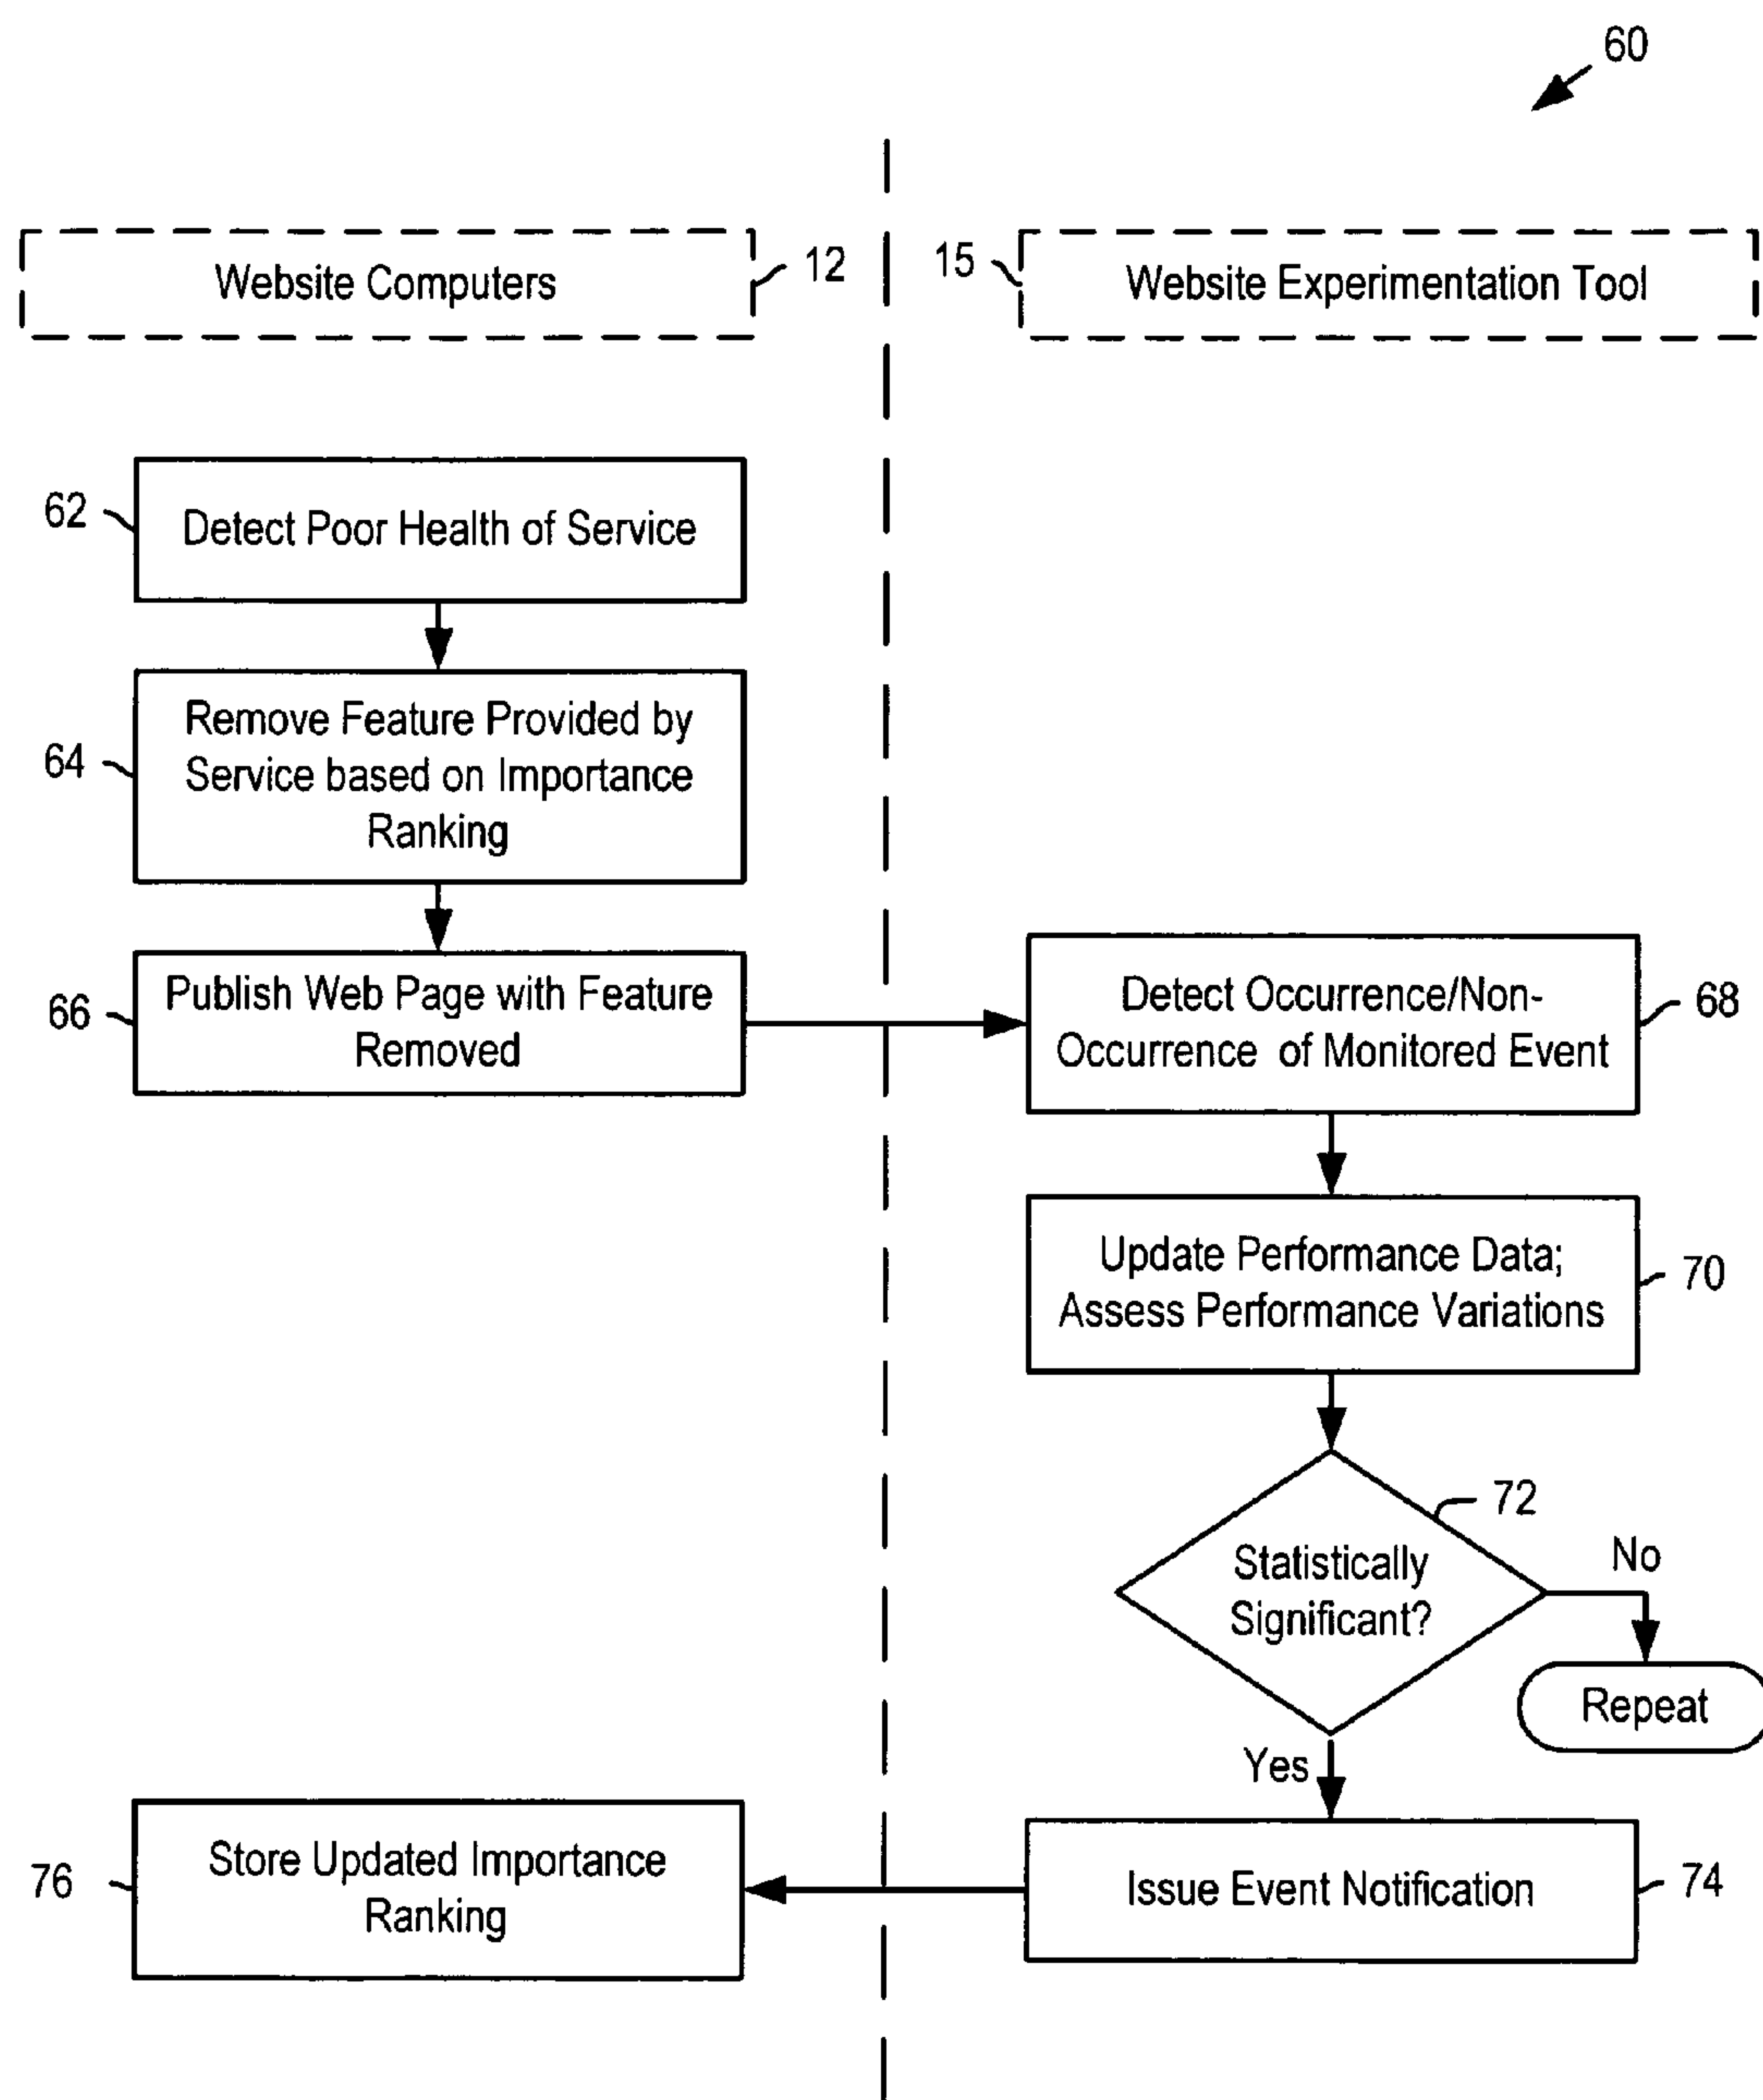 60
Website Computers
12
15
Website Experimentation Tool
62
Detect Poor Health of Service
64
Remove Feature Provided by
Service based on Importance
Ranking
66
Publish Web Page with Feature
Removed
Detect Occurrence/Non-
Occurrence of Monitored Event
68
Update Performance Data;
Assess Performance Variations
70
72
Statistically
Significant?
No
Repeat
Yes
76
Store Updated Importance
Ranking
Issue Event Notification
74